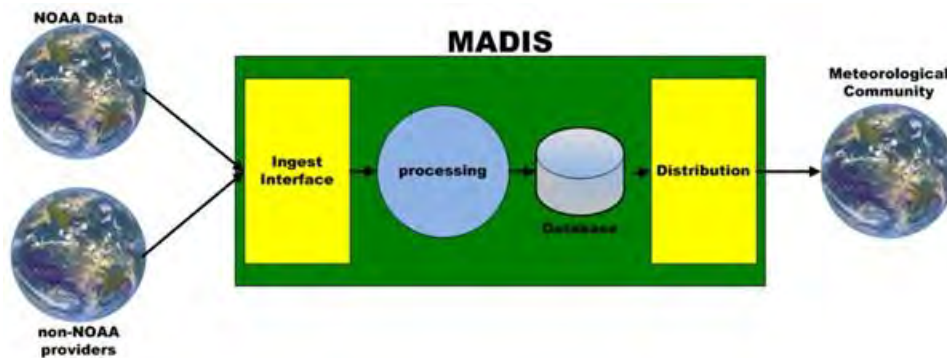 NOAA Data
MADIS
Meteorological
Community
Ingest
Interface
processing
Database
Distribution
non-NOAA
providers